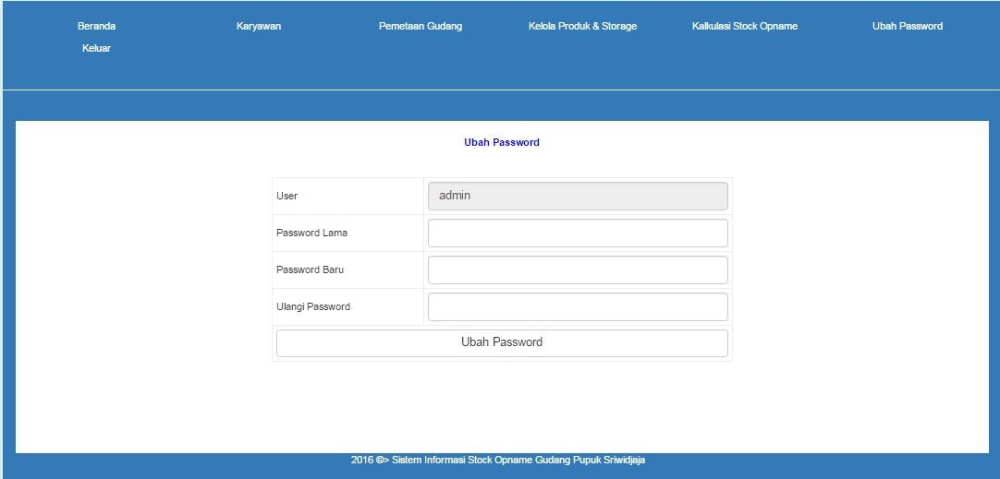 Beranda Karyawan Pemetaan Gudang Kelola Produk & Storage Kalkulasi Stock Opname Ubah Password
Keluar
Ubah Password
User admin
Password Lama
Password Baru
Ulangi Password
Ubah Password
2016 ©> Sistem Informasi Stock Opname Gudang Pupuk Sriwidjaja